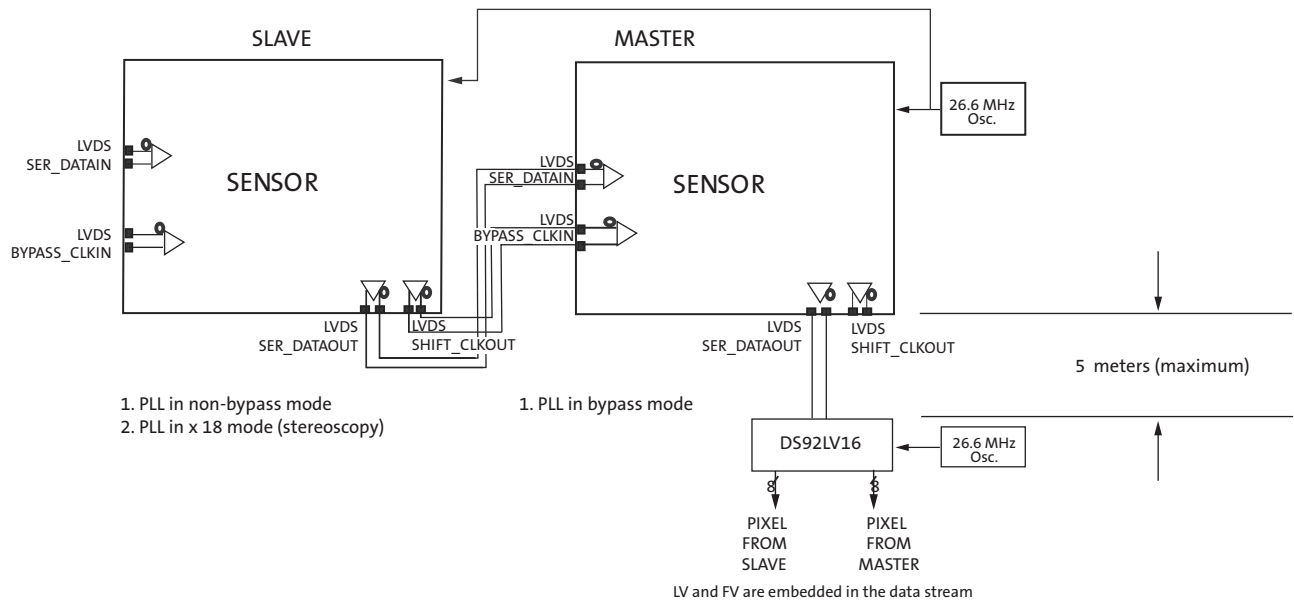 SLAVE
MASTER
26.6 MHz
Osc.
LVDS
SER_DATAIN
LVDS
BYPASS_CLKIN
SENSOR
LVDS
SER_DATAIN
LVDS
BYPASS_CLKIN
SENSOR
LVDS
SER_DATAOUT
LVDS
SHIFT_CLKOUT
LVDS
SER_DATAOUT
LVDS
SHIFT_CLKOUT
5 meters (maximum)
1. PLL in non-bypass mode
2. PLL in x 18 mode (stereoscopy)
1. PLL in bypass mode
DS92LV16
26.6 MHz
Osc.
8
8
PIXEL
FROM
SLAVE
PIXEL
FROM
MASTER
LV and FV are embedded in the data stream